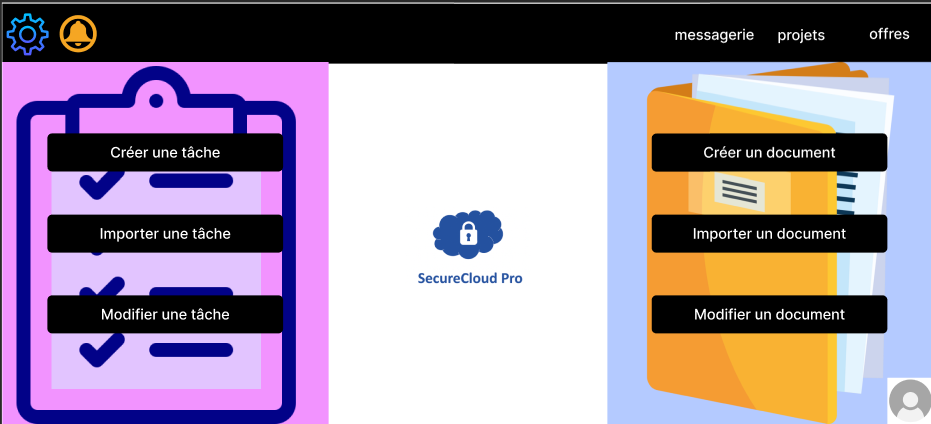 messagerie projets offres
Créer une tâche
Importer une tâche
Modifier une tâche
SecureCloud Pro
Créer un document
Importer un document
Modifier un document